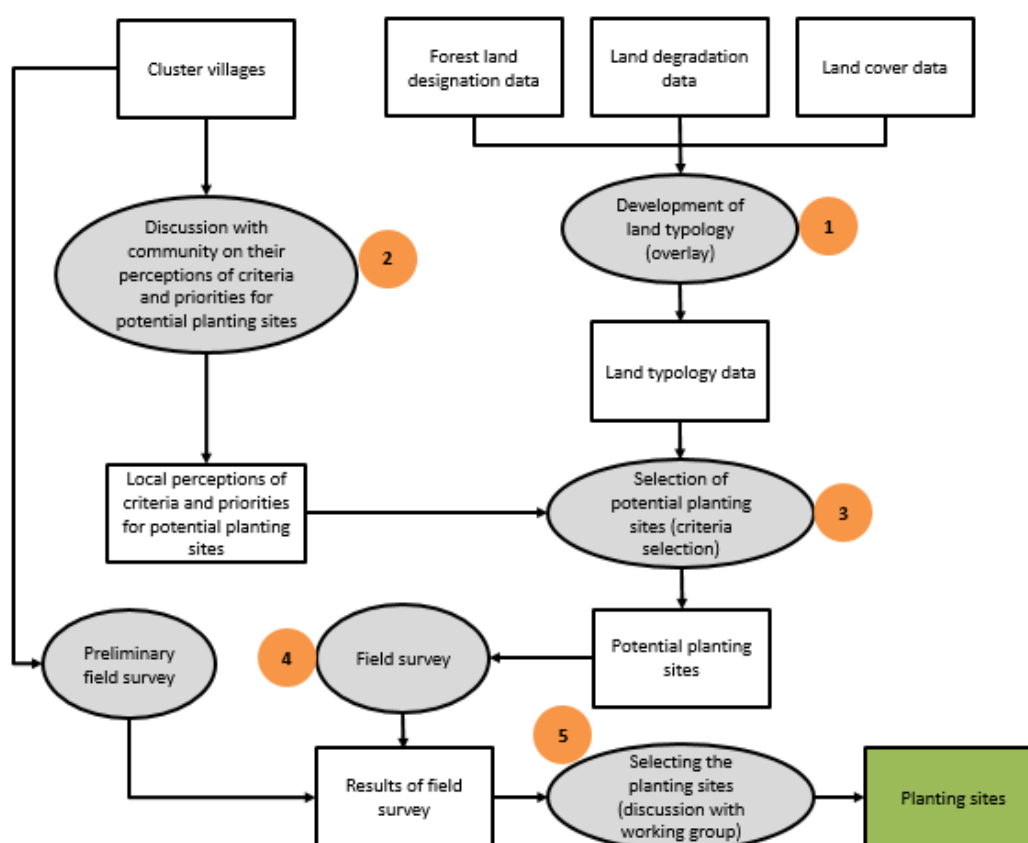 Cluster villages
Forest land
designation data
Land degradation
data
Land cover data
Discussion with
community on their
perceptions of criteria
and priorities for
potential planting sites
2
Development of
land typology
(overlay)
1
Land typology data
Local perceptions of
criteria and priorities
for potential planting
sites
Selection of
potential planting
sites (criteria
selection)
3
Preliminary
field survey
4
Field survey
Potential planting
sites
5
Results of field
survey
Selecting the
planting sites
(discussion with
working group)
Planting sites